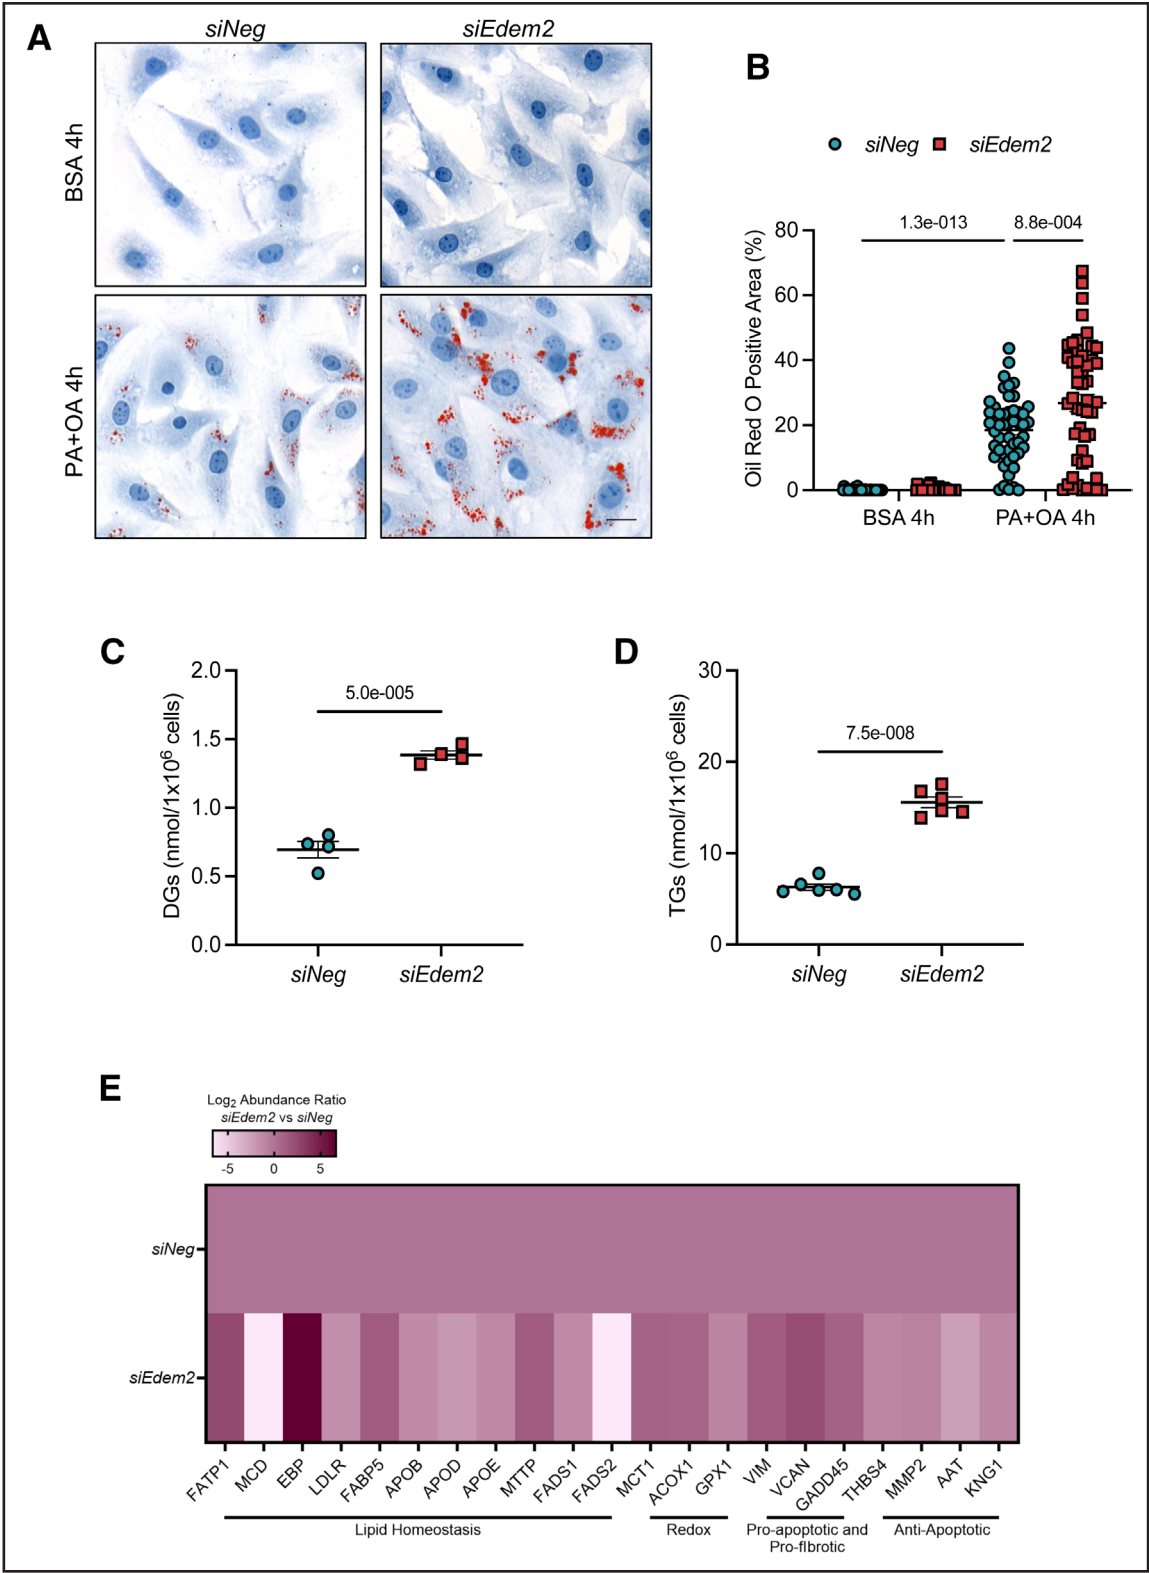 A
siNeg
siEdem2
BSA 4h
PA+OA 4h
B
siNeg
siEdem2
Oil Red O Positive Area (%)
80
60
40
20
0
1.3e-013
8.8e-004
BSA 4h
PA+OA 4h
C
DGs (nmol/1x10⁶ cells)
2.0
1.5
1.0
0.5
0.0
5.0e-005
siNeg
siEdem2
D
TGs (nmol/1x10⁶ cells)
30
20
10
0
7.5e-008
siNeg
siEdem2
E
Log₂ Abundance Ratio
siEdem2 vs siNeg
-5 0 5
siNeg
siEdem2
FATP1 MCD EBP LDLR FABP5 APOB APOD APOE MTTP FADS1 FADS2 MCT1 ACOX1 GPX1 VIM VCAN GADD45 THBS4 MMP2 AAT KNG1
Lipid Homeostasis
Redox
Pro-apoptotic and
Pro-fIbrotic
Anti-Apoptotic